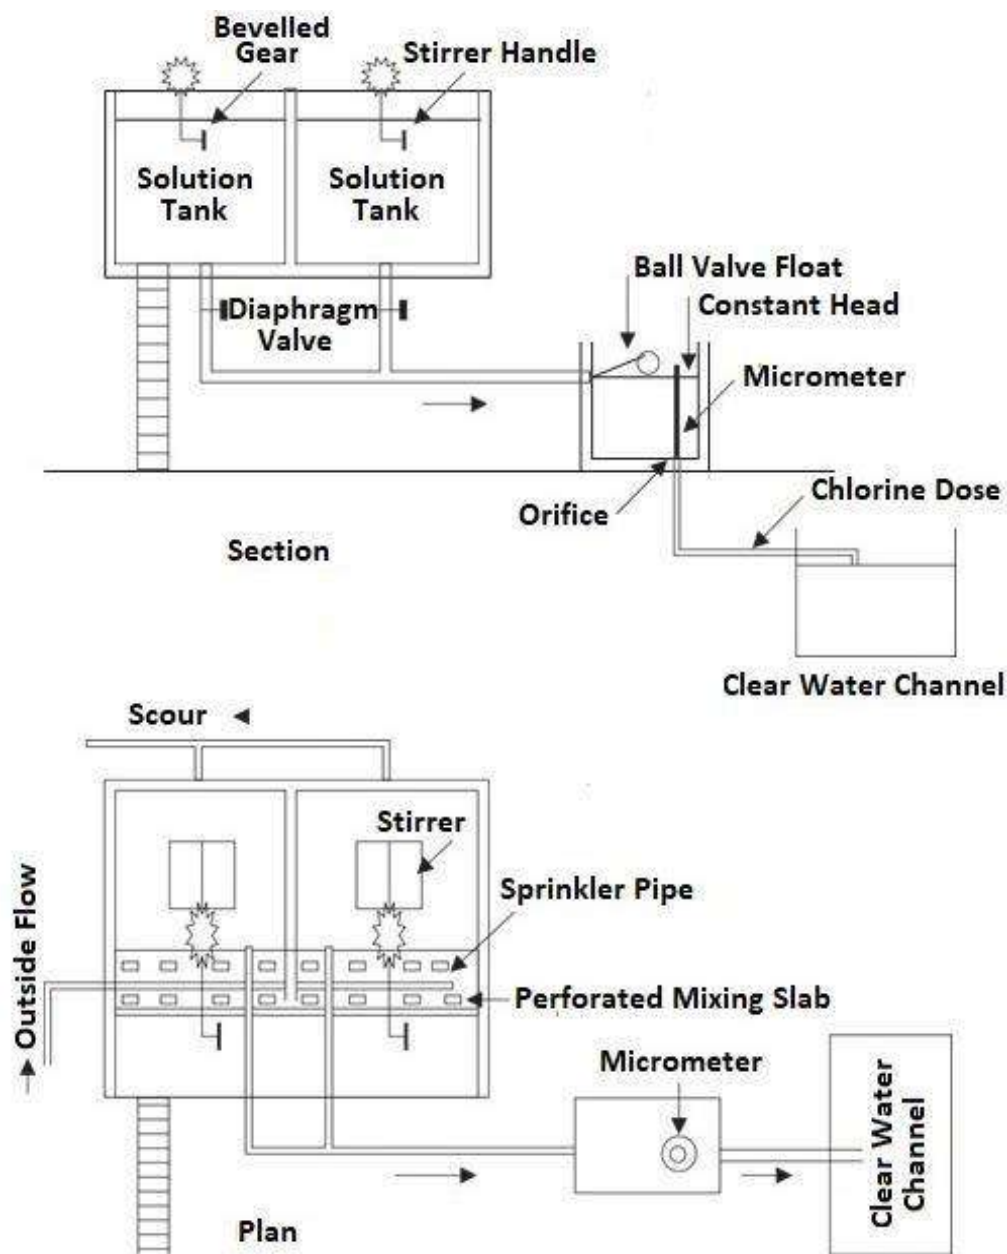 Bevelled
Gear
Stirrer Handle
Solution
Tank
Solution
Tank
Ball Valve Float
Constant Head
Diaphragm
Valve
Micrometer
Chlorine Dose
Orifice
Section
Clear Water Channel
Scour
Stirrer
Sprinkler Pipe
Outside Flow
Perforated Mixing Slab
Micrometer
Clear Water
Channel
Plan